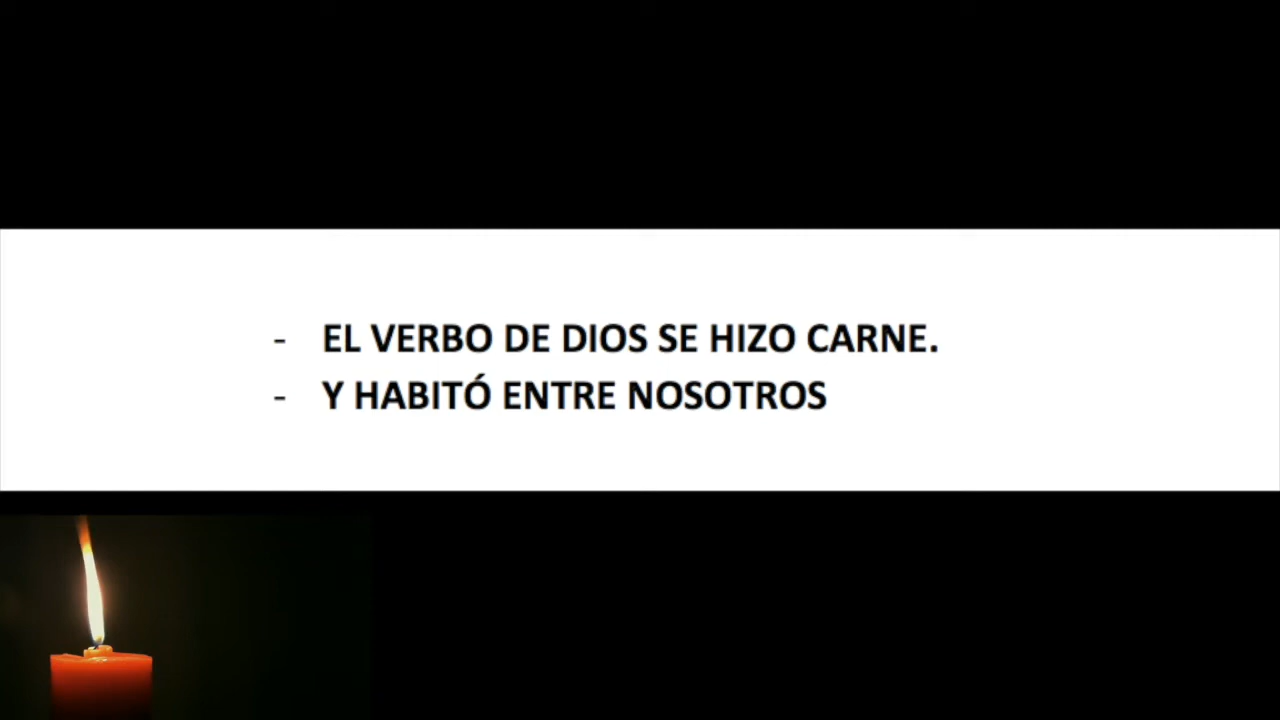 - EL VERBO DE DIOS SE HIZO CARNE.
- Y HABITÓ ENTRE NOSOTROS